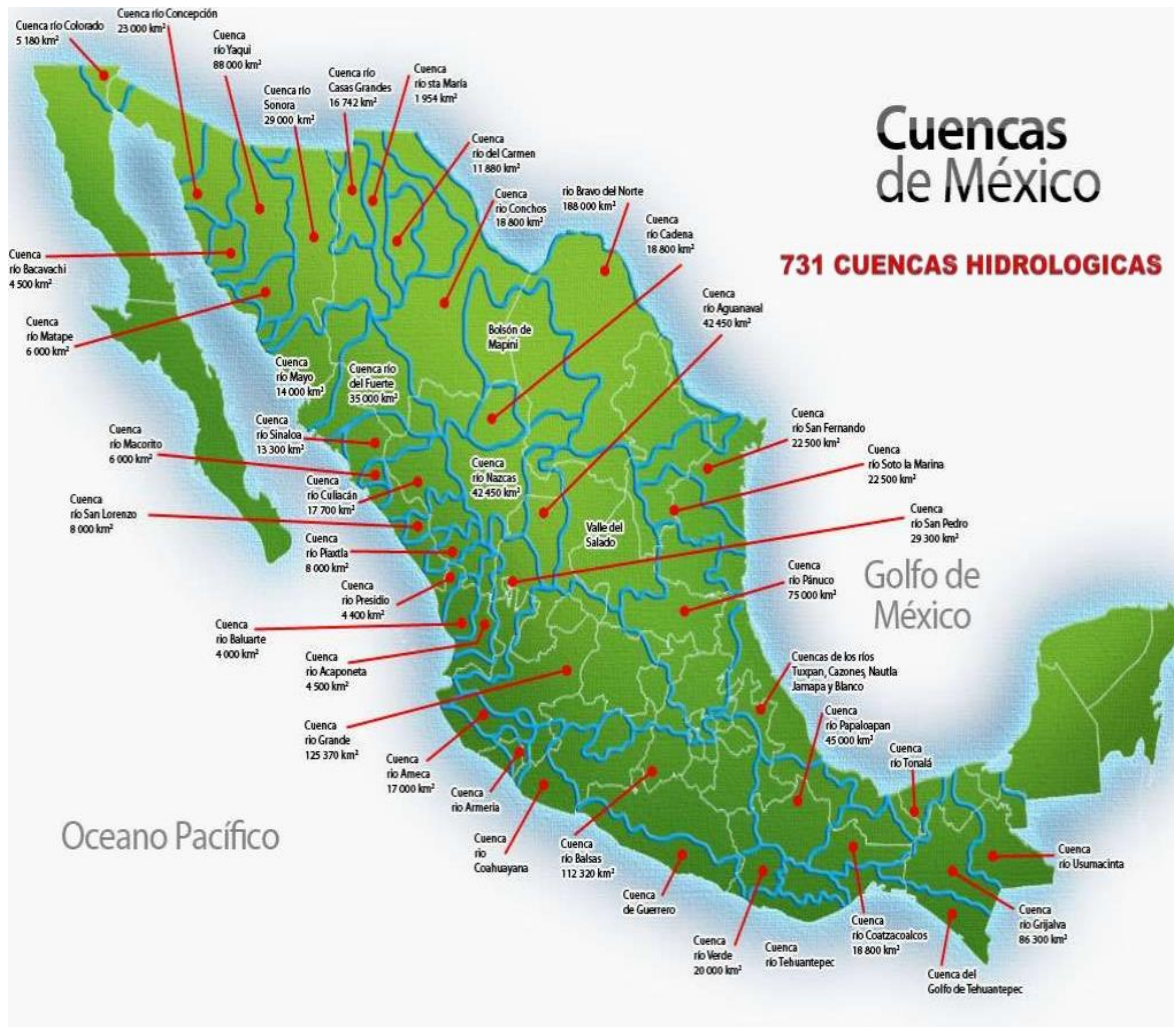 Cuenca río Colorado
5 180 km²
Cuenca río Concepción
23 000 km²
Cuenca
río Yaqui
88 000 km²
Cuenca río
Sonora
29 000 km²
Cuenca río
Casas Grandes
16 742 km²
Cuenca
río sta María
1 954 km²
Cuenca
río del Carmen
11 880 km²
Cuenca
río Conchos
18 800 km²
río Bravo del Norte
188 000 km²
Cuenca
río Cadena
18 800 km²
Cuencas
de México
731 CUENCAS HIDROLOGICAS
Cuenca
río Bacavachi
4 500 km²
Cuenca
río Matape
6 000 km²
Cuenca
río Aguanaval
42 450 km²
Bolsón de
Mapini
Cuenca
río Mayo
14 000 km²
Cuenca río
del Fuerte
35 000 km²
Cuenca
río Sinaloa
13 300 km²
Cuenca
río Macorito
6 000 km²
Cuenca
río San Fernando
22 500 km²
Cuenca
río Soto la Marina
22 500 km²
Cuenca
río Nazcas
42 450 km²
Cuenca
río Culiacán
17 700 km²
Cuenca
río San Lorenzo
8 000 km²
Valle del
Salado
Cuenca
río San Pedro
29 300 km²
Cuenca
río Piaxtla
8 000 km²
Cuenca
río Presidio
4 400 km²
Cuenca
río Pánuco
75 000 km²
Golfo de
México
Cuenca
río Baluarte
4 000 km²
Cuenca
río Acaponeta
4 500 km²
Cuencas de los ríos
Tuxpan, Cazones, Nautla
Jamapa y Blanco
Cuenca
río Grande
125 370 km²
Cuenca
río Papaloapan
45 000 km²
Cuenca
río Ameca
17 000 km²
Cuenca
río Tonalá
Cuenca
río Armeria
Oceano Pacífico
Cuenca
río
Coahuayana
Cuenca
río Balsas
112 320 km²
Cuenca
de Guerrero
Cuenca
río Usumacinta
Cuenca
río Verde
20 000 km²
Cuenca
río Tehuantepec
Cuenca
río Coatzacoalcos
18 800 km²
Cuenca
río Grijalva
86 300 km²
Cuenca del
Golfo de Tehuantepec